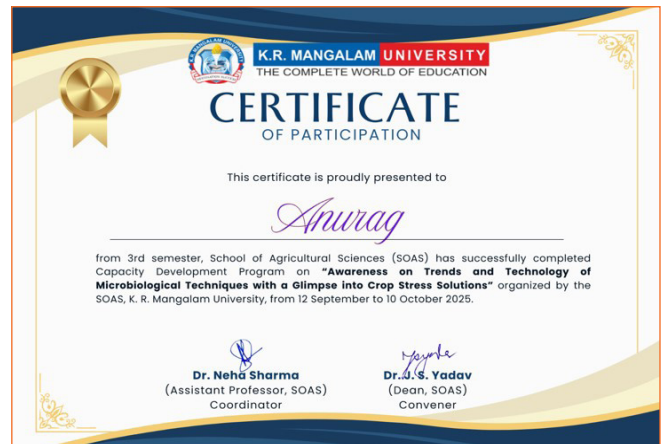 K.R. MANGALAM UNIVERSITY
THE COMPLETE WORLD OF EDUCATION
CERTIFICATE
OF PARTICIPATION
This certificate is proudly presented to
Anurag
from 3rd semester, School of Agricultural Sciences (SOAS) has successfully completed
Capacity Development Program on "Awareness on Trends and Technology of
Microbiological Techniques with a Glimpse into Crop Stress Solutions" organized by the
SOAS, K. R. Mangalam University, from 12 September to 10 October 2025.
Dr. Neha Sharma
(Assistant Professor, SOAS)
Coordinator
Dr. J. S. Yadav
(Dean, SOAS)
Convener